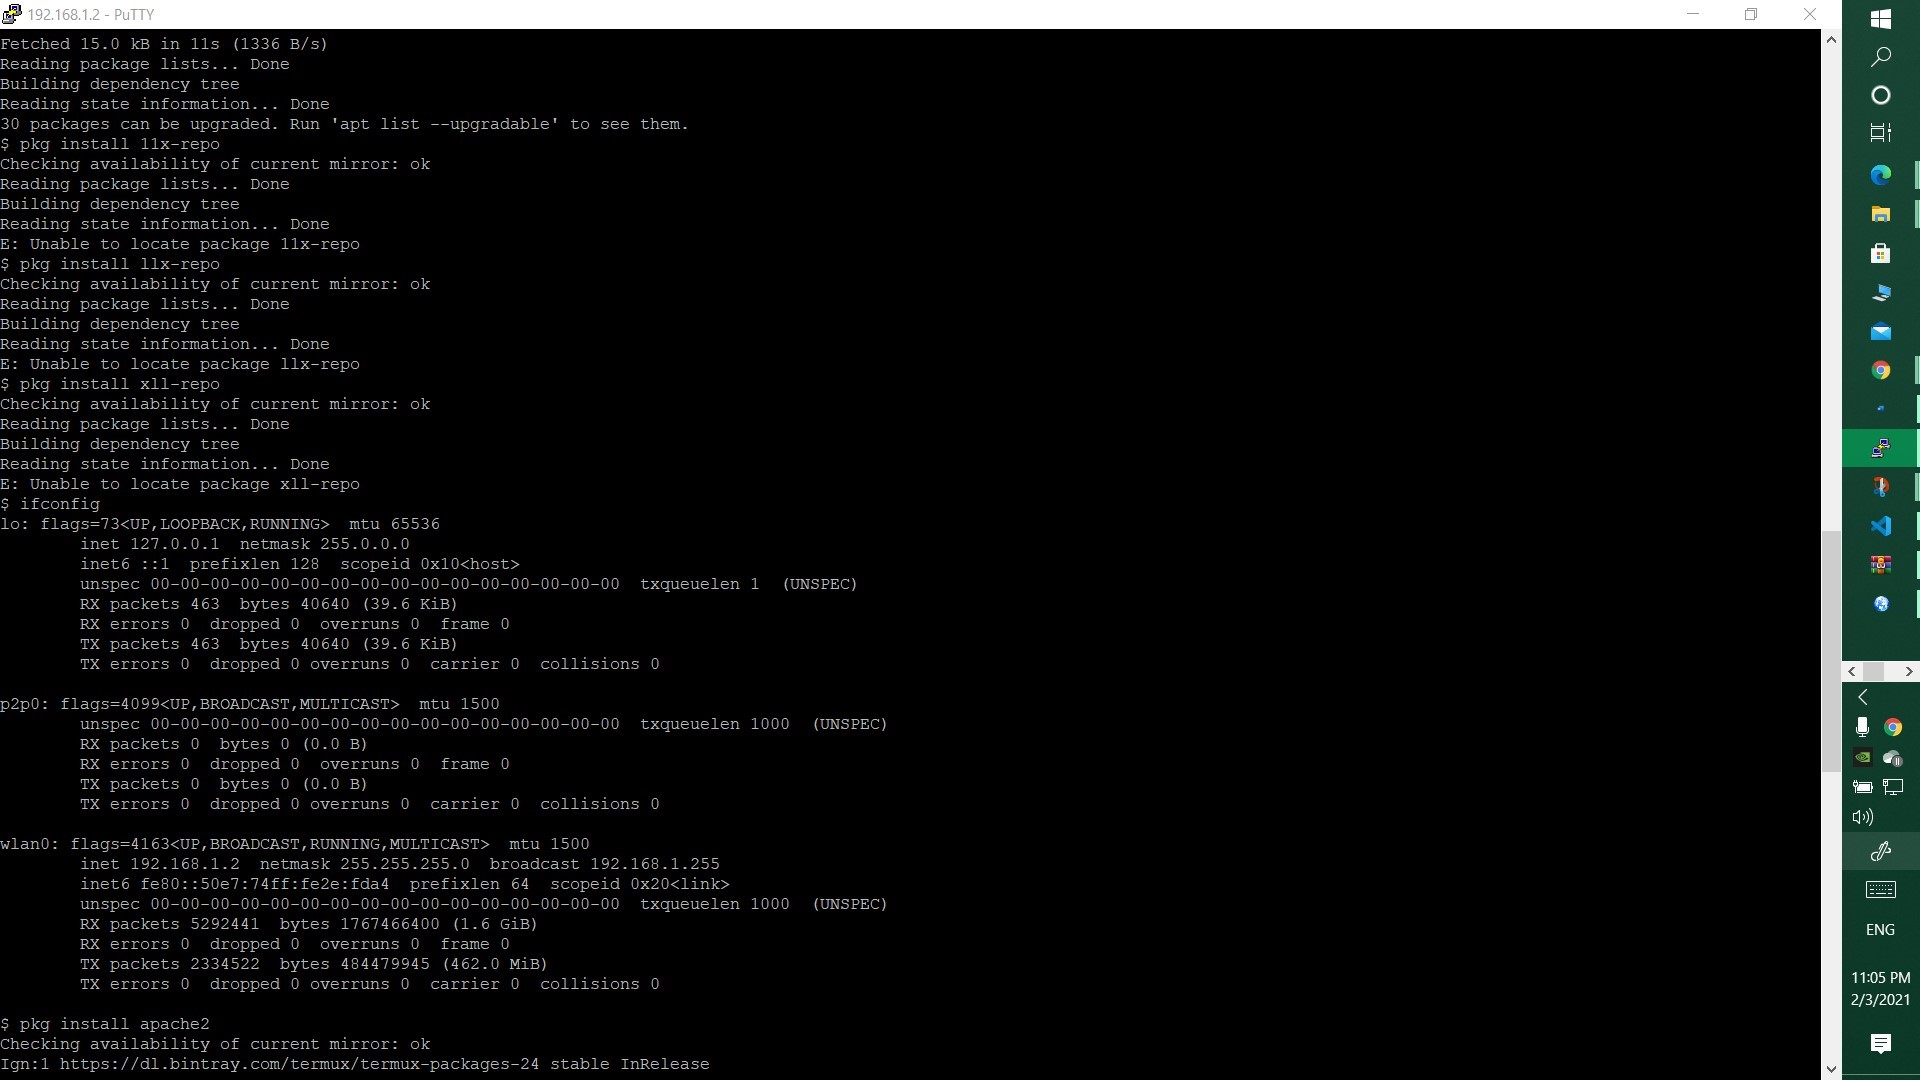 192.168.1.2 - PuTTY
Fetched 15.0 kB in 11s (1336 B/s)
Reading package lists... Done
Building dependency tree
Reading state information... Done
30 packages can be upgraded. Run 'apt list --upgradable' to see them.
$ pkg install 11x-repo
Checking availability of current mirror: ok
Reading package lists... Done
Building dependency tree
Reading state information... Done
E: Unable to locate package 11x-repo
$ pkg install llx-repo
Checking availability of current mirror: ok
Reading package lists... Done
Building dependency tree
Reading state information... Done
E: Unable to locate package llx-repo
$ pkg install xll-repo
Checking availability of current mirror: ok
Reading package lists... Done
Building dependency tree
Reading state information... Done
E: Unable to locate package xll-repo
$ ifconfig
lo: flags=73<UP,LOOPBACK,RUNNING>  mtu 65536
inet 127.0.0.1  netmask 255.0.0.0
inet6 ::1  prefixlen 128  scopeid 0x10<host>
unspec 00-00-00-00-00-00-00-00-00-00-00-00-00-00-00-00  txqueuelen 1  (UNSPEC)
RX packets 463  bytes 40640 (39.6 KiB)
RX errors 0  dropped 0  overruns 0  frame 0
TX packets 463  bytes 40640 (39.6 KiB)
TX errors 0  dropped 0 overruns 0  carrier 0  collisions 0
p2p0: flags=4099<UP,BROADCAST,MULTICAST>  mtu 1500
unspec 00-00-00-00-00-00-00-00-00-00-00-00-00-00-00-00  txqueuelen 1000  (UNSPEC)
RX packets 0  bytes 0 (0.0 B)
RX errors 0  dropped 0  overruns 0  frame 0
TX packets 0  bytes 0 (0.0 B)
TX errors 0  dropped 0 overruns 0  carrier 0  collisions 0
wlan0: flags=4163<UP,BROADCAST,RUNNING,MULTICAST>  mtu 1500
inet 192.168.1.2  netmask 255.255.255.0  broadcast 192.168.1.255
inet6 fe80::50e7:74ff:fe2e:fda4  prefixlen 64  scopeid 0x20<link>
unspec 00-00-00-00-00-00-00-00-00-00-00-00-00-00-00-00  txqueuelen 1000  (UNSPEC)
RX packets 5292441  bytes 1767466400 (1.6 GiB)
RX errors 0  dropped 0  overruns 0  frame 0
TX packets 2334522  bytes 484479945 (462.0 MiB)
TX errors 0  dropped 0 overruns 0  carrier 0  collisions 0
$ pkg install apache2
Checking availability of current mirror: ok
Ign:1 https://dl.bintray.com/termux/termux-packages-24 stable InRelease
ENG
11:05 PM
2/3/2021